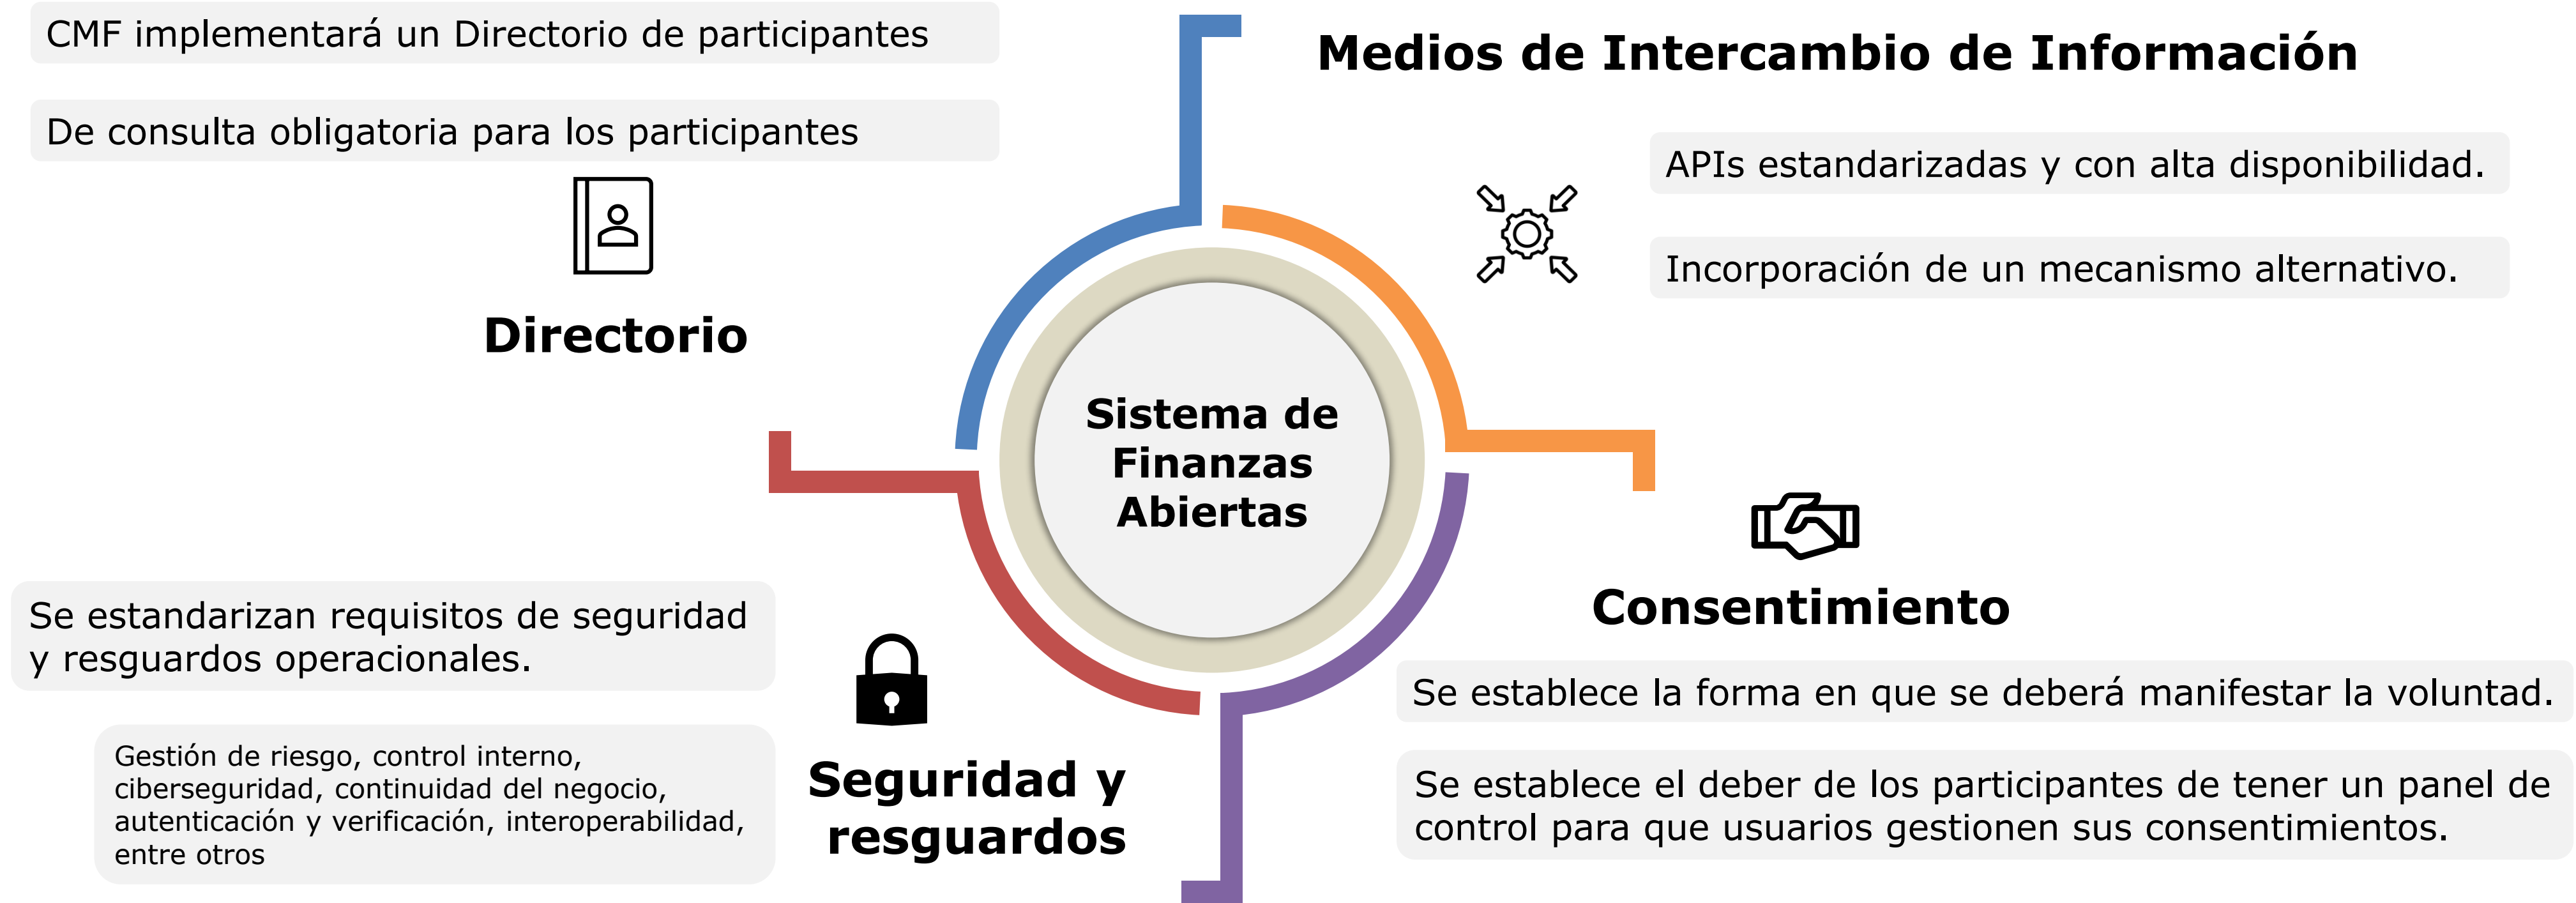 CMF implementará un Directorio de participantes
De consulta obligatoria para los participantes
Directorio
Medios de Intercambio de Información
APIs estandarizadas y con alta disponibilidad.
Incorporación de un mecanismo alternativo.
Sistema de
Finanzas
Abiertas
Se estandarizan requisitos de seguridad
y resguardos operacionales.
Gestión de riesgo, control interno,
ciberseguridad, continuidad del negocio,
autenticación y verificación, interoperabilidad,
entre otros
Seguridad y
resguardos
Consentimiento
Se establece la forma en que se deberá manifestar la voluntad.
Se establece el deber de los participantes de tener un panel de
control para que usuarios gestionen sus consentimientos.